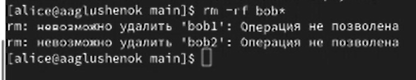 [alice@aaglushenok main]$ rm -rf bob*
rm: невозможно удалить 'bob1': Операция не позволена
rm: невозможно удалить 'bob2': Операция не позволена
[alice@aaglushenok main]$